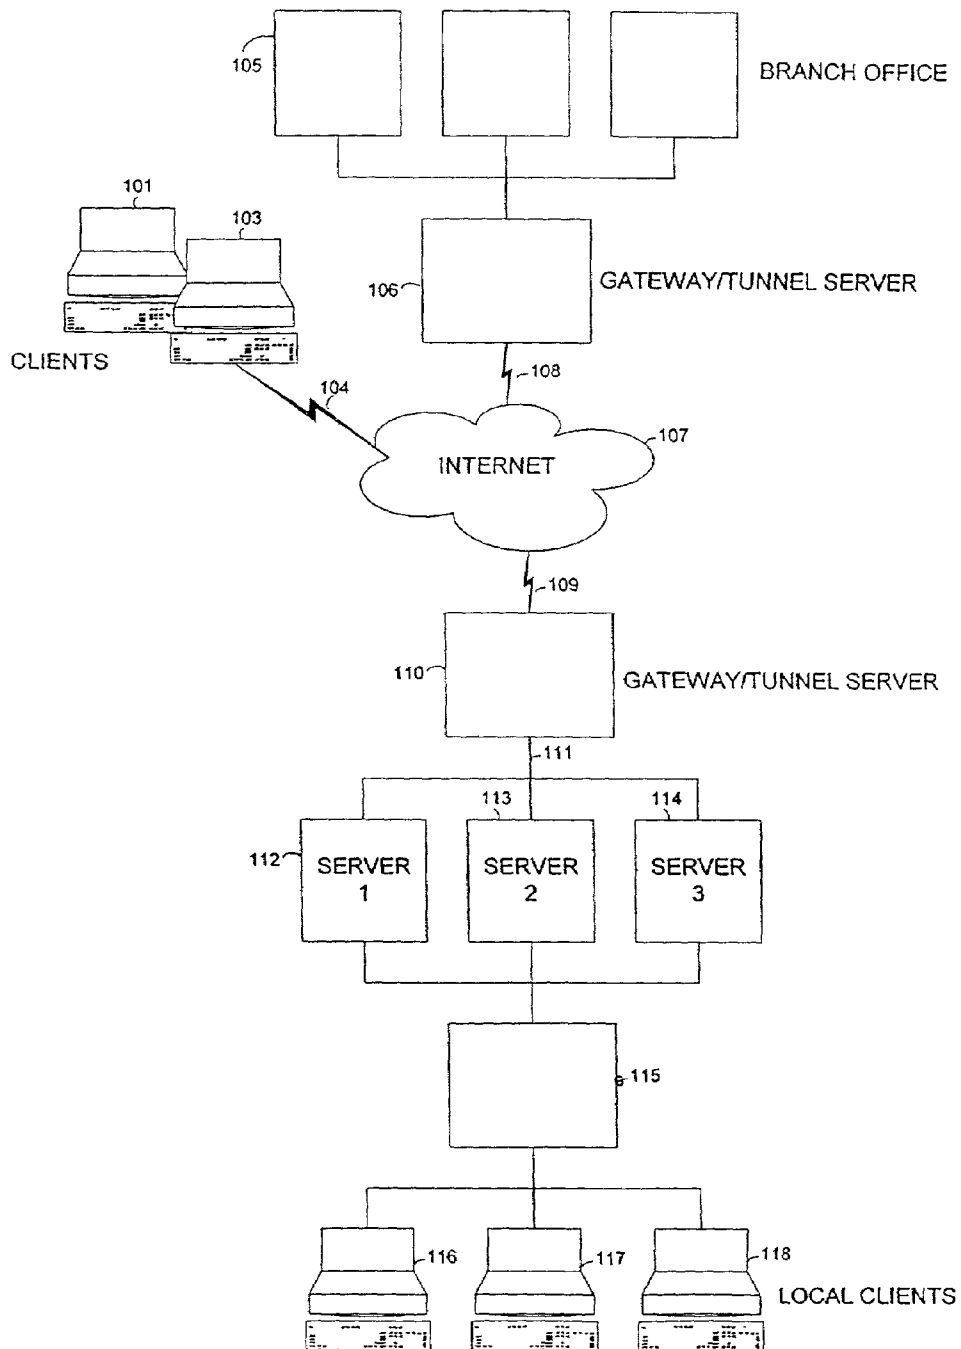 105
BRANCH OFFICE
101
103
106
GATEWAY/TUNNEL SERVER
CLIENTS
104
108
107
INTERNET
109
110
GATEWAY/TUNNEL SERVER
111
113
114
112
SERVER
1
SERVER
2
SERVER
3
115
116
117
118
LOCAL CLIENTS